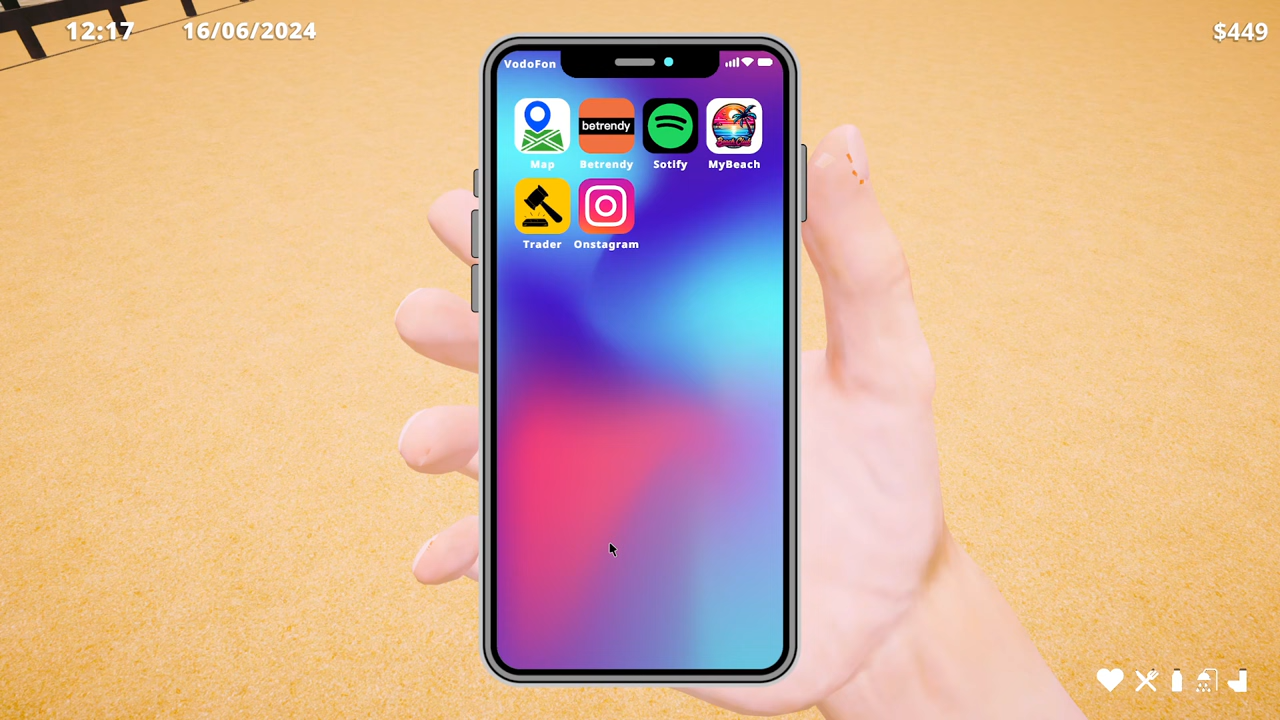 12:17 16/06/2024 $449
VodoFon
betrendy
Map Betrendy Sotify MyBeach
Trader Onstagram